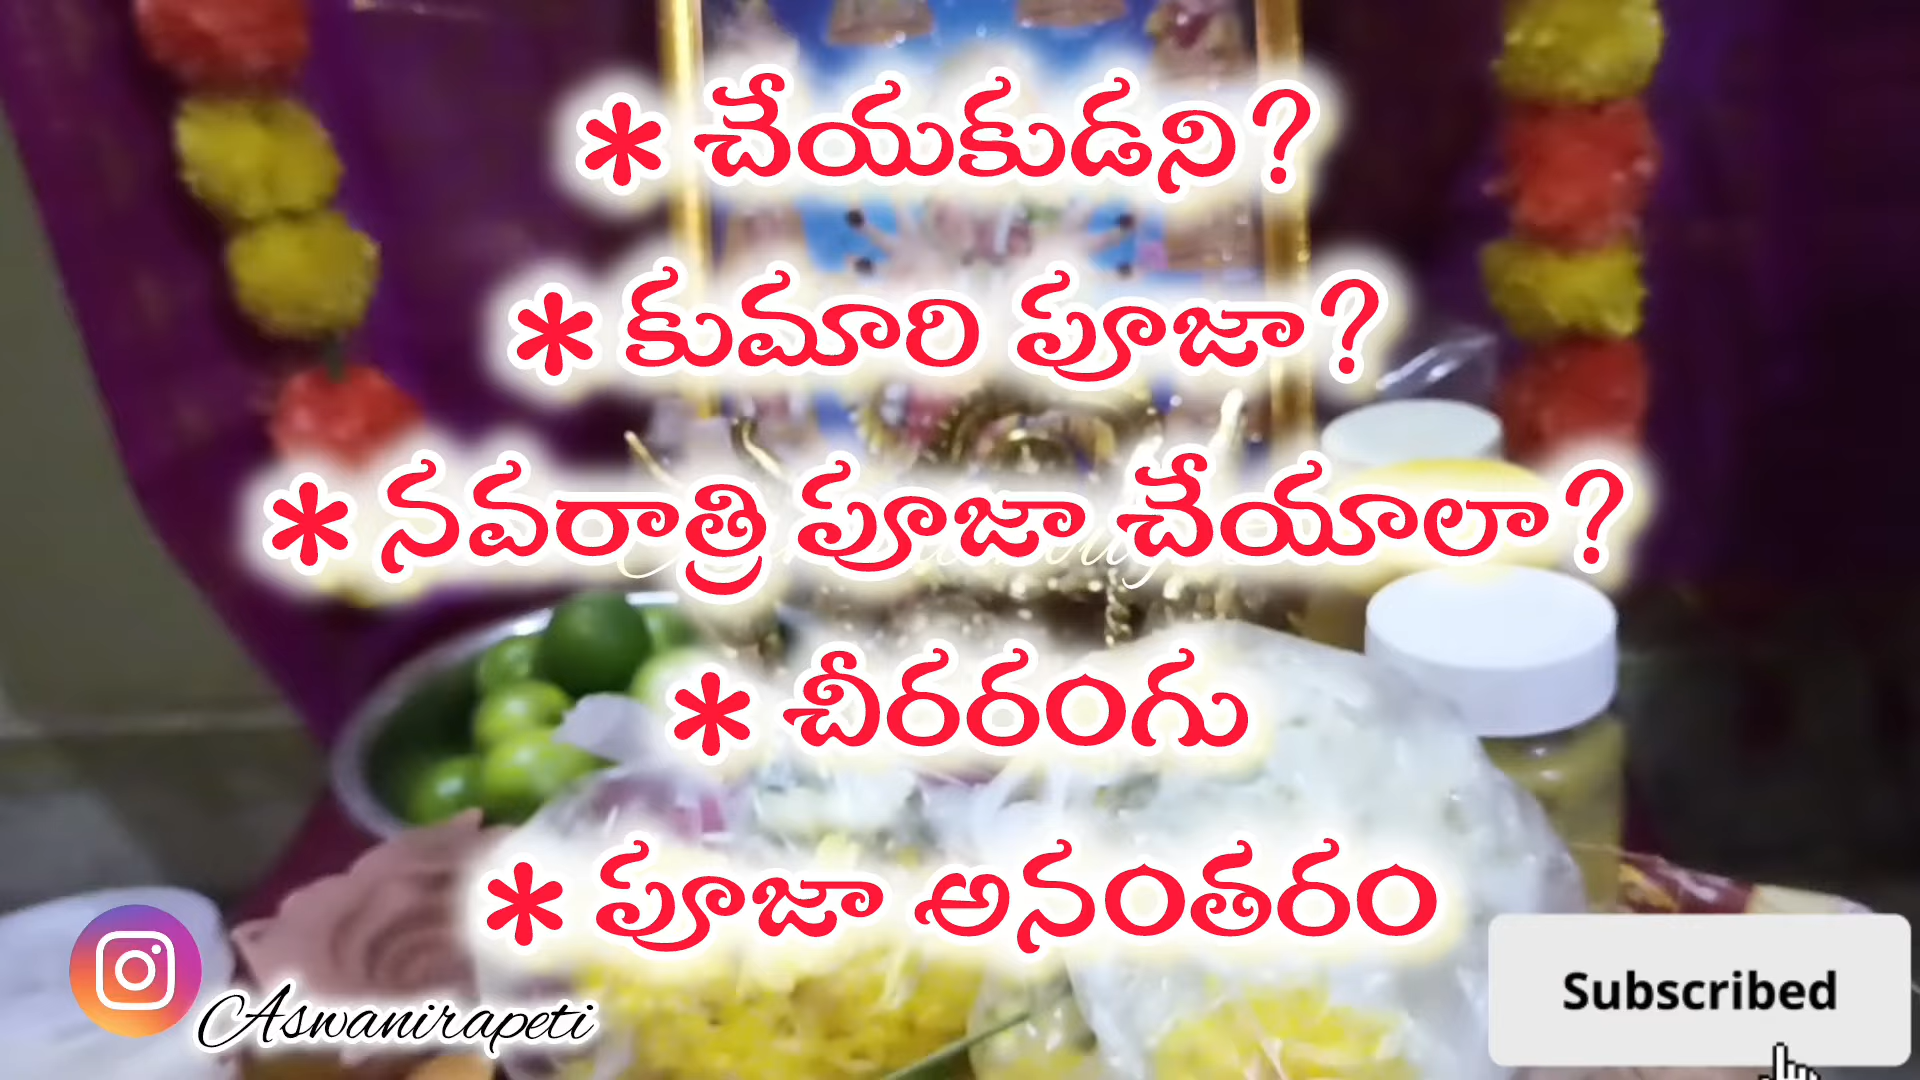 * చేయకుడని?
* కుమారి పూజా?
* నవరాత్రి పూజా చేయాలా?
* చీరరంగు
* పూజా అనంతరం
Aswanirapeti
Subscribed